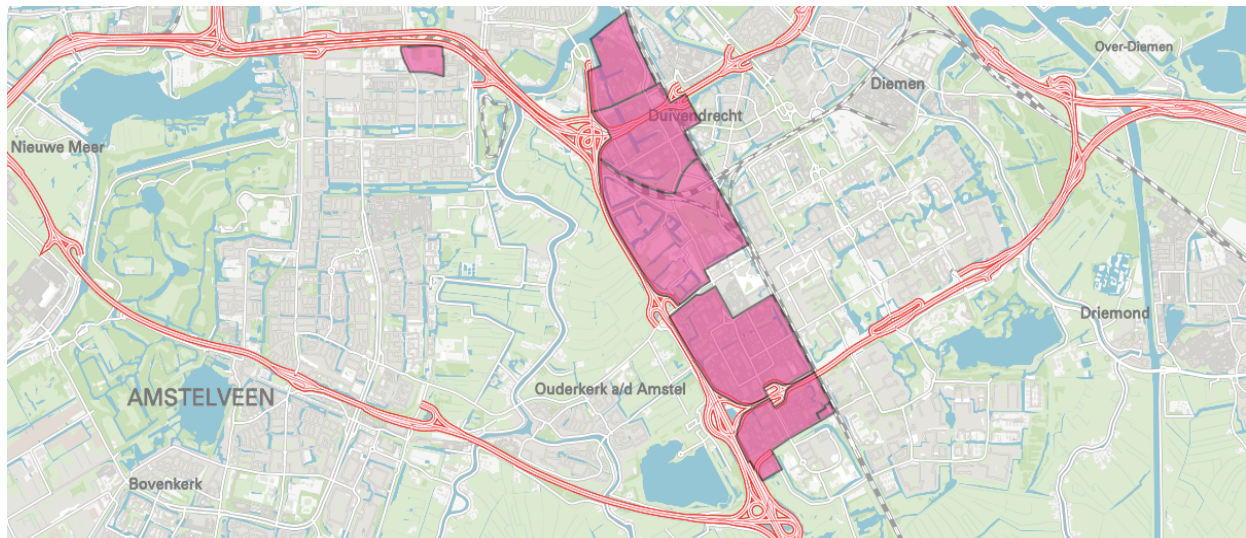 Over-Diemen
Diemen
Duivendrecht
Nieuwe Meer
Driemond
Ouderkerk a/d Amstel
AMSTELVEEN
Bovenkerk